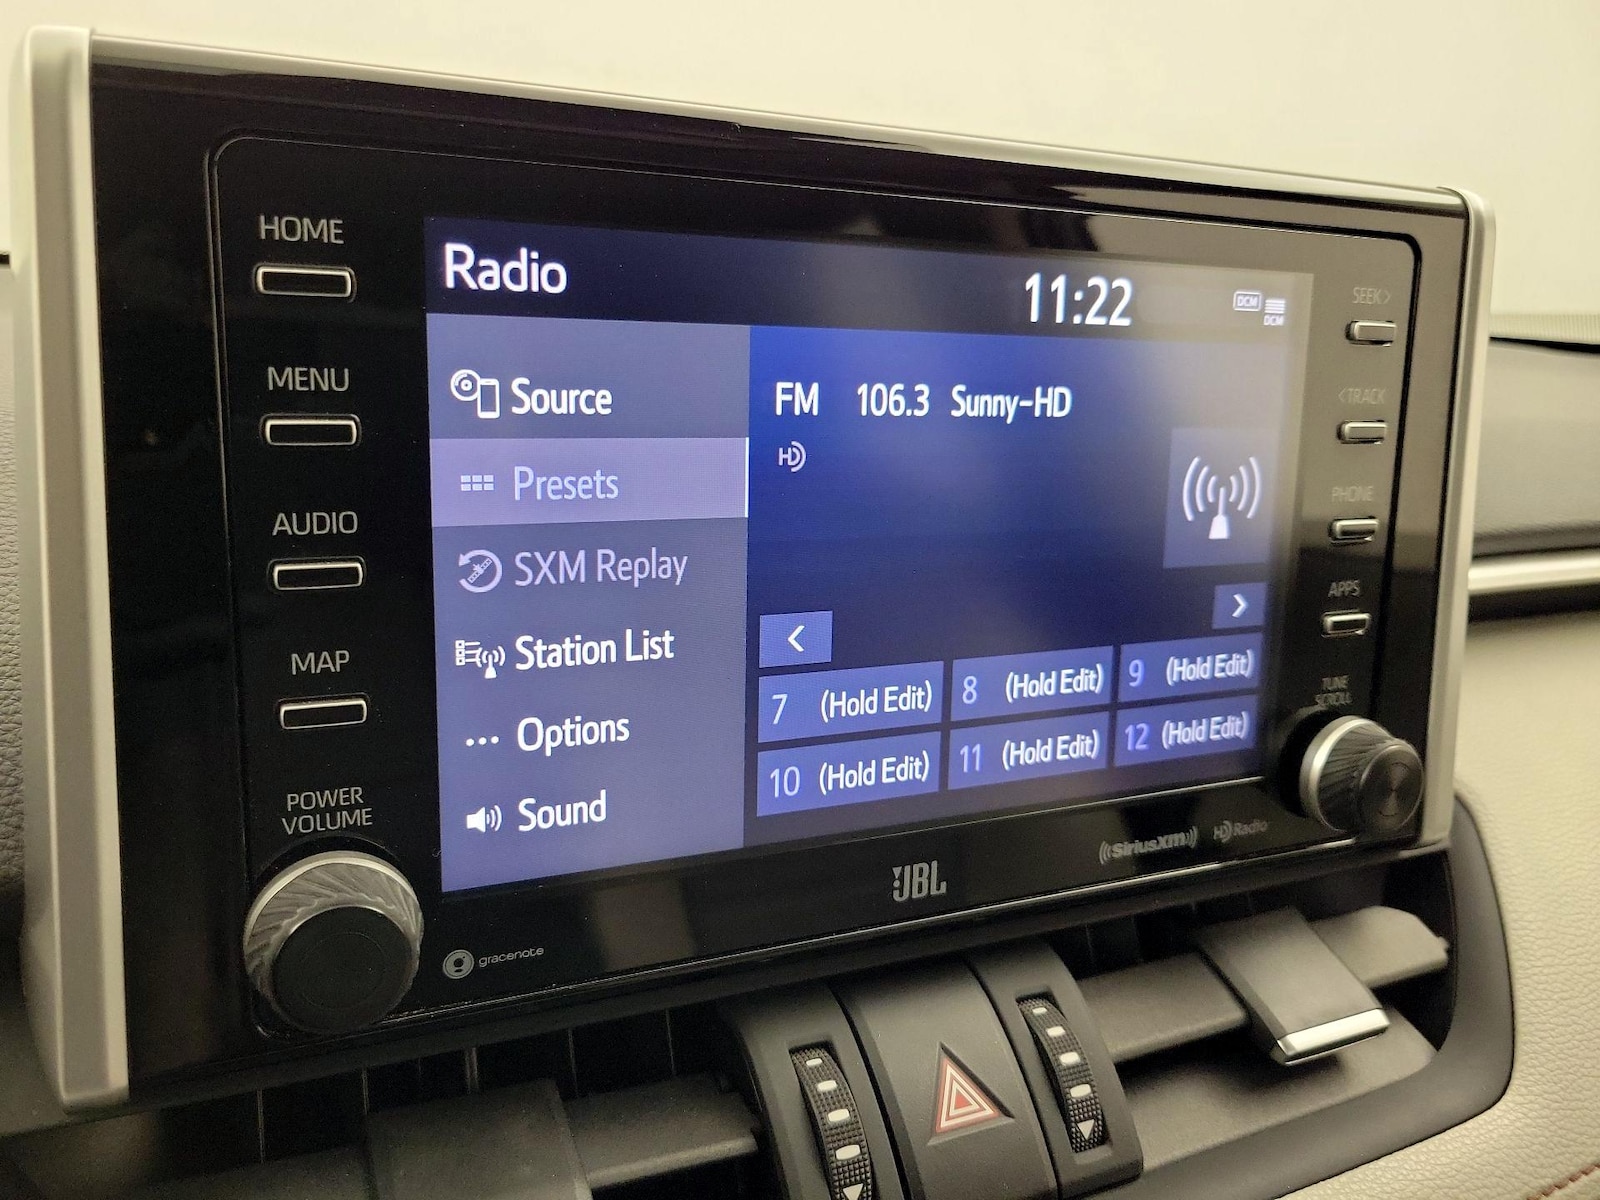 HOME
MENU
AUDIO
MAP
POWER
VOLUME
Radio
11:22
DCM
DCM
Source
Presets
SXM Replay
Station List
Options
Sound
FM 106.3 Sunny-HD
HD
<
>
7 (Hold Edit)
8 (Hold Edit)
9 (Hold Edit)
10 (Hold Edit)
11 (Hold Edit)
12 (Hold Edit)
SEEK>
<TRACK
PHONE
APPS
TUNE
SCROLL
gracenote
JBL
((SiriusXM))
HD Radio